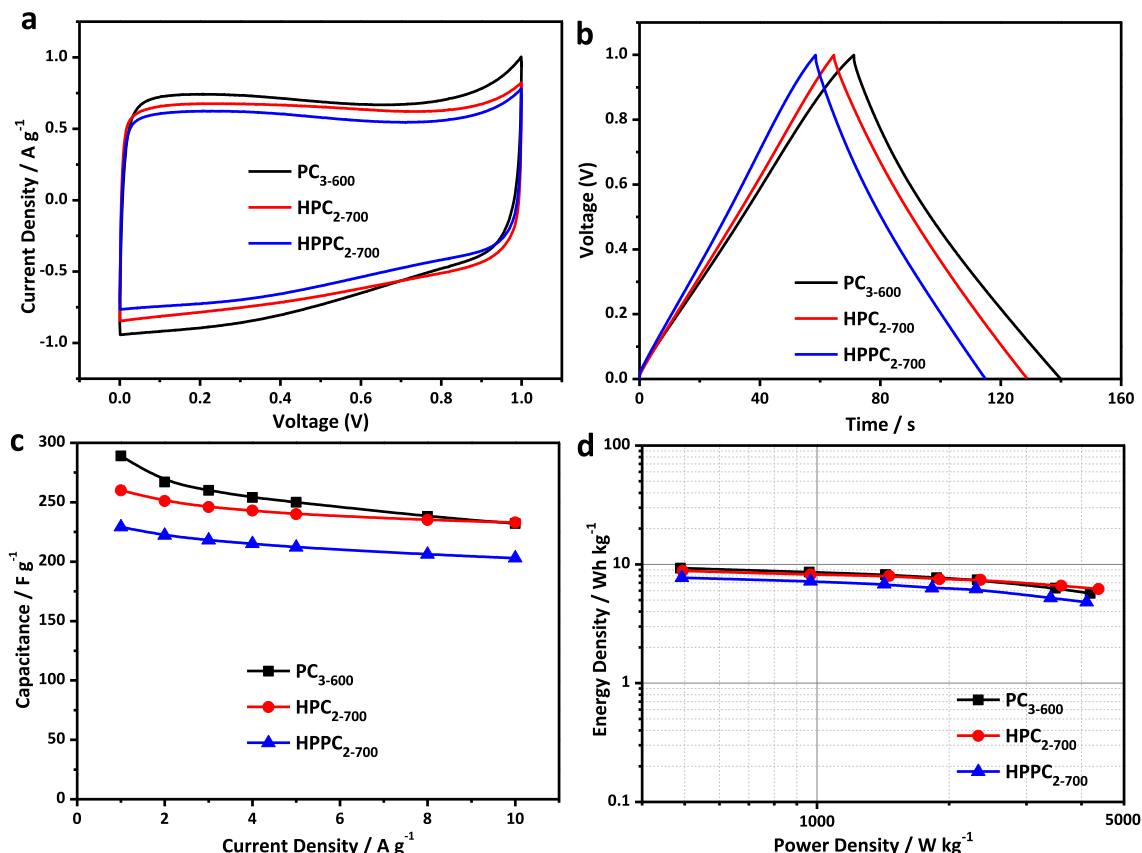 a
1.0
0.5
0.0
-0.5
-1.0
Current Density / A g⁻¹
PC₃₋₆₀₀
HPC₂₋₇₀₀
HPPC₂₋₇₀₀
0.0 0.2 0.4 0.6 0.8 1.0
Voltage (V)
b
1.0
0.8
0.6
0.4
0.2
0.0
Voltage (V)
PC₃₋₆₀₀
HPC₂₋₇₀₀
HPPC₂₋₇₀₀
0 40 80 120 160
Time / s
c
300
250
200
150
100
50
0
Capacitance / F g⁻¹
PC₃₋₆₀₀
HPC₂₋₇₀₀
HPPC₂₋₇₀₀
0 2 4 6 8 10
Current Density / A g⁻¹
d
100
10
1
0.1
Energy Density / Wh kg⁻¹
PC₃₋₆₀₀
HPC₂₋₇₀₀
HPPC₂₋₇₀₀
1000 5000
Power Density / W kg⁻¹